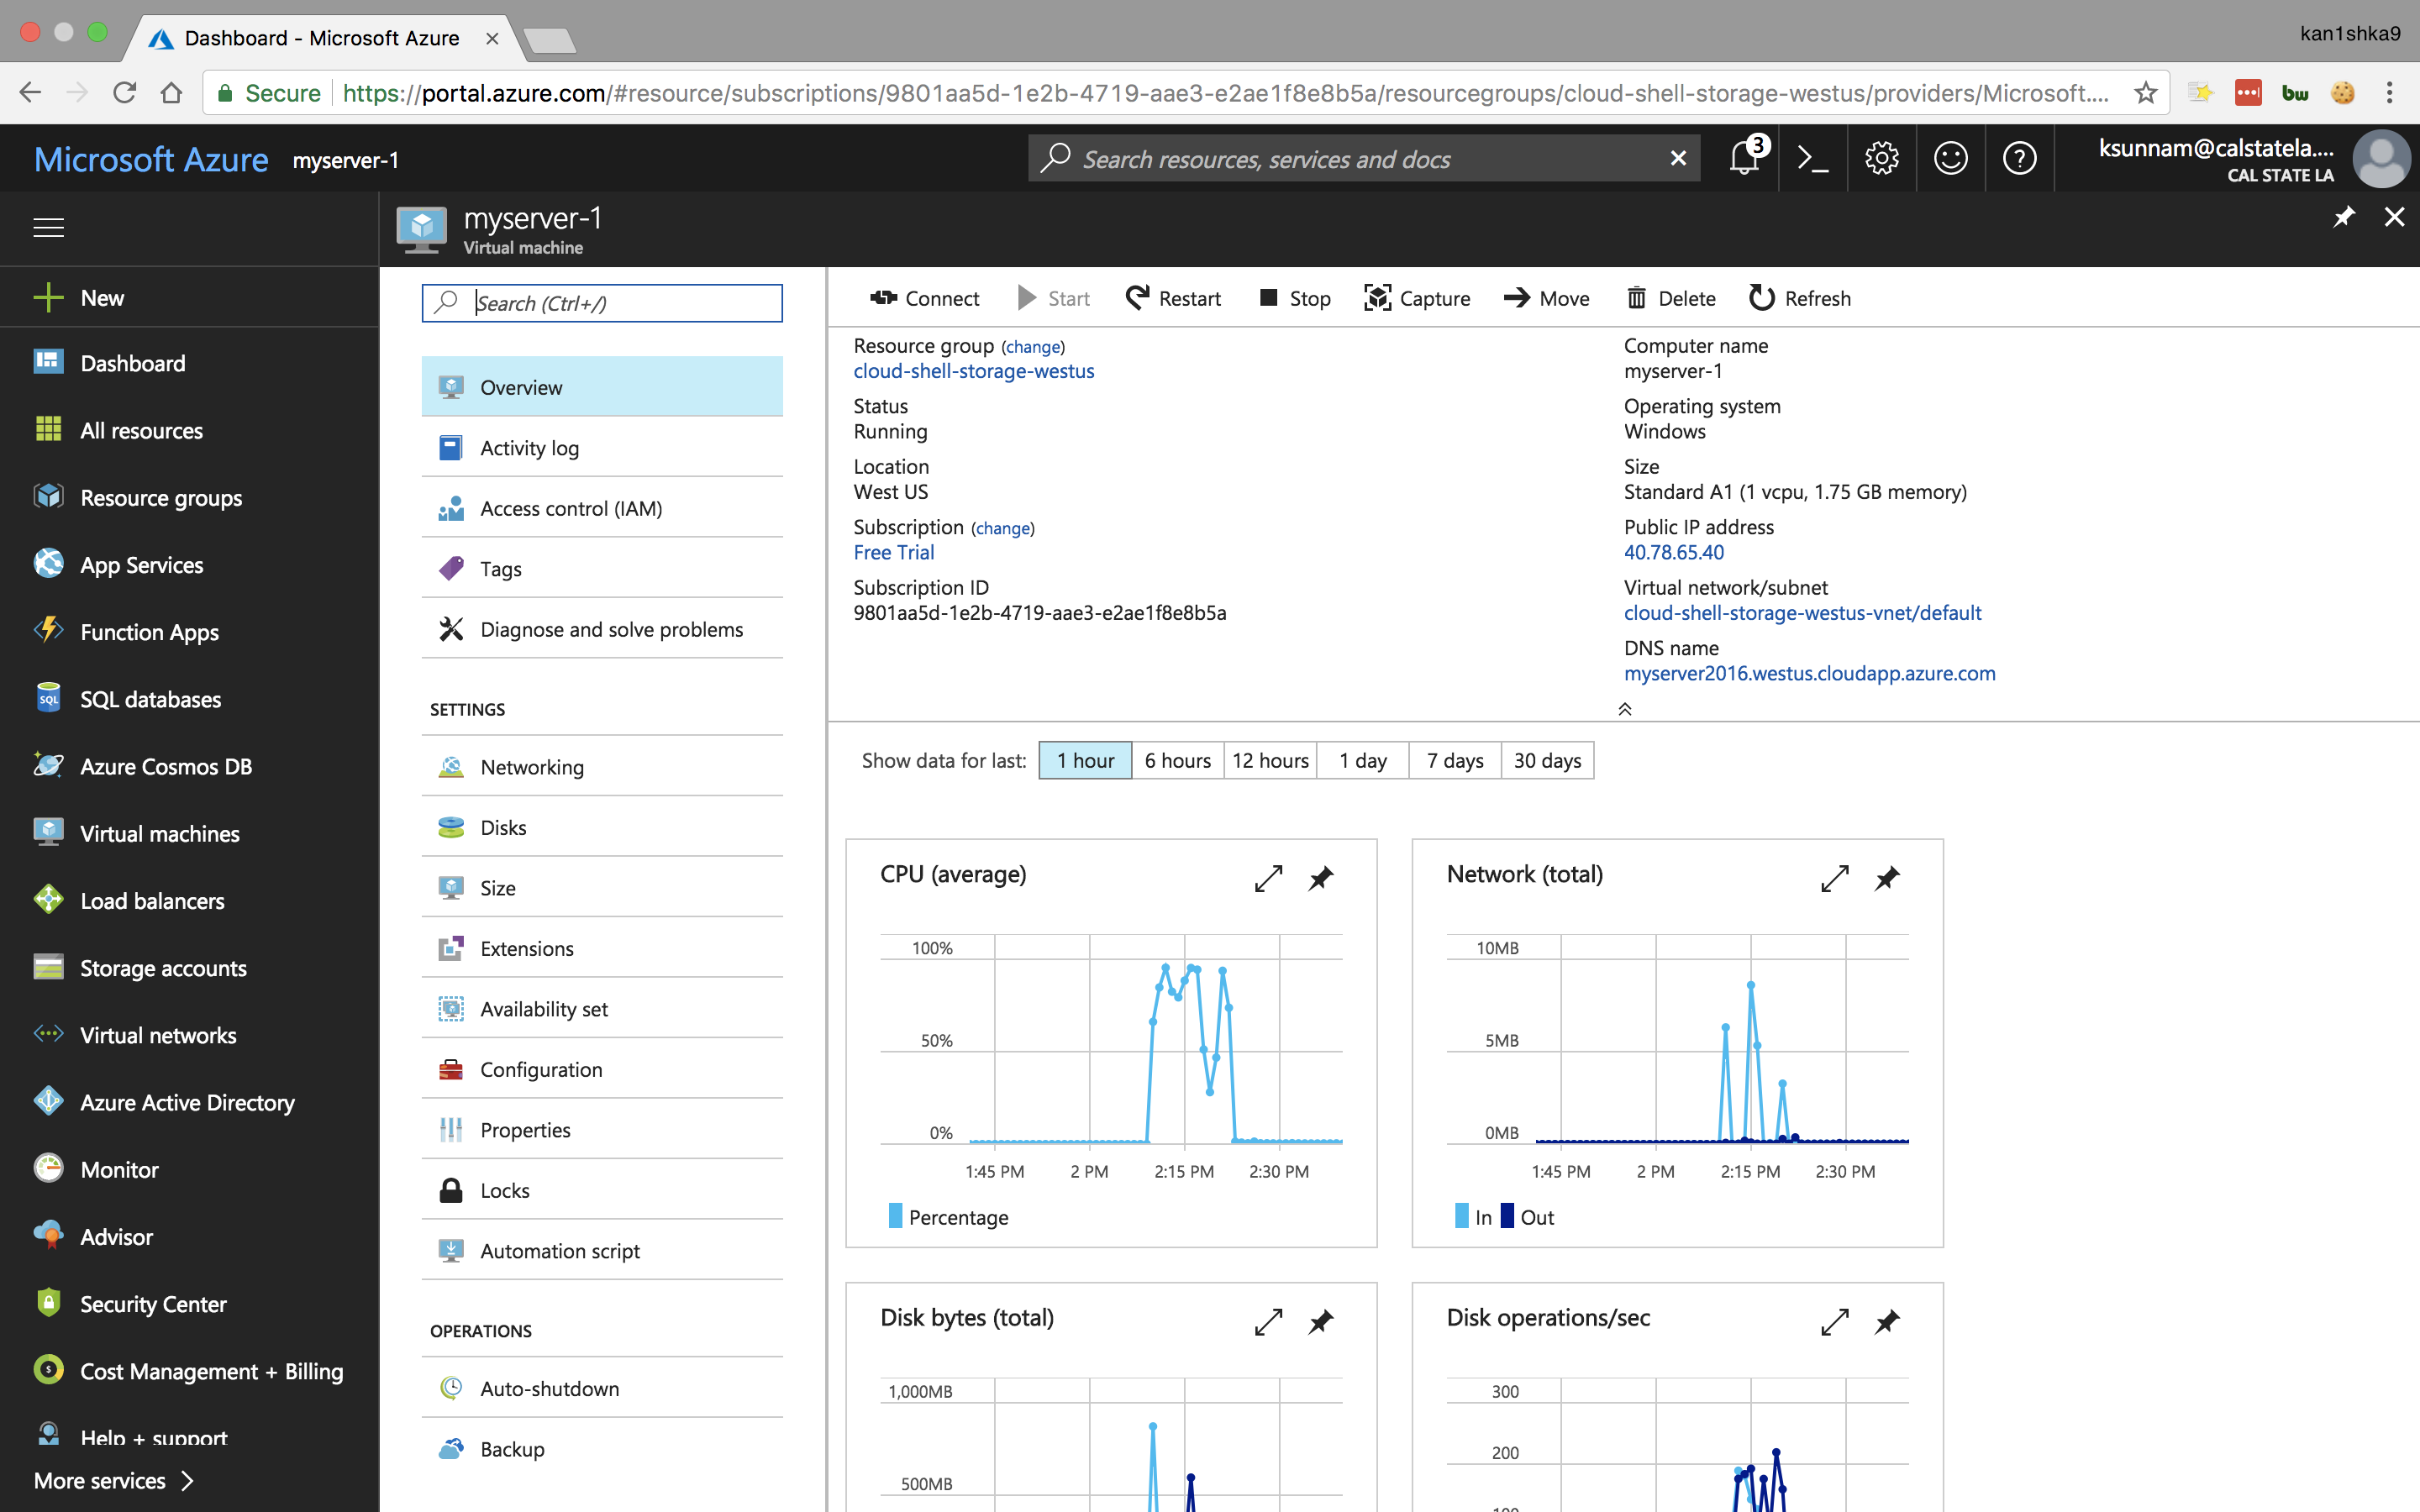 Dashboard - Microsoft Azure
kan1shka9
Secure
https://portal.azure.com/#resource/subscriptions/9801aa5d-1e2b-4719-aae3-e2ae1f8e8b5a/resourcegroups/cloud-shell-storage-westus/providers/Microsoft....
bw
Microsoft Azure
myserver-1
Search resources, services and docs
3
ksunnam@calstatela....
CAL STATE LA
myserver-1
Virtual machine
New
Dashboard
All resources
Resource groups
App Services
Function Apps
SQL
SQL databases
Azure Cosmos DB
Virtual machines
Load balancers
Storage accounts
Virtual networks
Azure Active Directory
Monitor
Advisor
Security Center
Cost Management + Billing
Help + support
More services
Search (Ctrl+/)
Overview
Activity log
Access control (IAM)
Tags
Diagnose and solve problems
SETTINGS
Networking
Disks
Size
Extensions
Availability set
Configuration
Properties
Locks
Automation script
OPERATIONS
Auto-shutdown
Backup
Connect
Start
Restart
Stop
Capture
Move
Delete
Refresh
Resource group (change)
cloud-shell-storage-westus
Status
Running
Location
West US
Subscription (change)
Free Trial
Subscription ID
9801aa5d-1e2b-4719-aae3-e2ae1f8e8b5a
Computer name
myserver-1
Operating system
Windows
Size
Standard A1 (1 vcpu, 1.75 GB memory)
Public IP address
40.78.65.40
Virtual network/subnet
cloud-shell-storage-westus-vnet/default
DNS name
myserver2016.westus.cloudapp.azure.com
Show data for last:
1 hour
6 hours
12 hours
1 day
7 days
30 days
CPU (average)
100%
50%
0%
1:45 PM
2 PM
2:15 PM
2:30 PM
Percentage
Network (total)
10MB
5MB
0MB
1:45 PM
2 PM
2:15 PM
2:30 PM
In
Out
Disk bytes (total)
1,000MB
500MB
Disk operations/sec
300
200